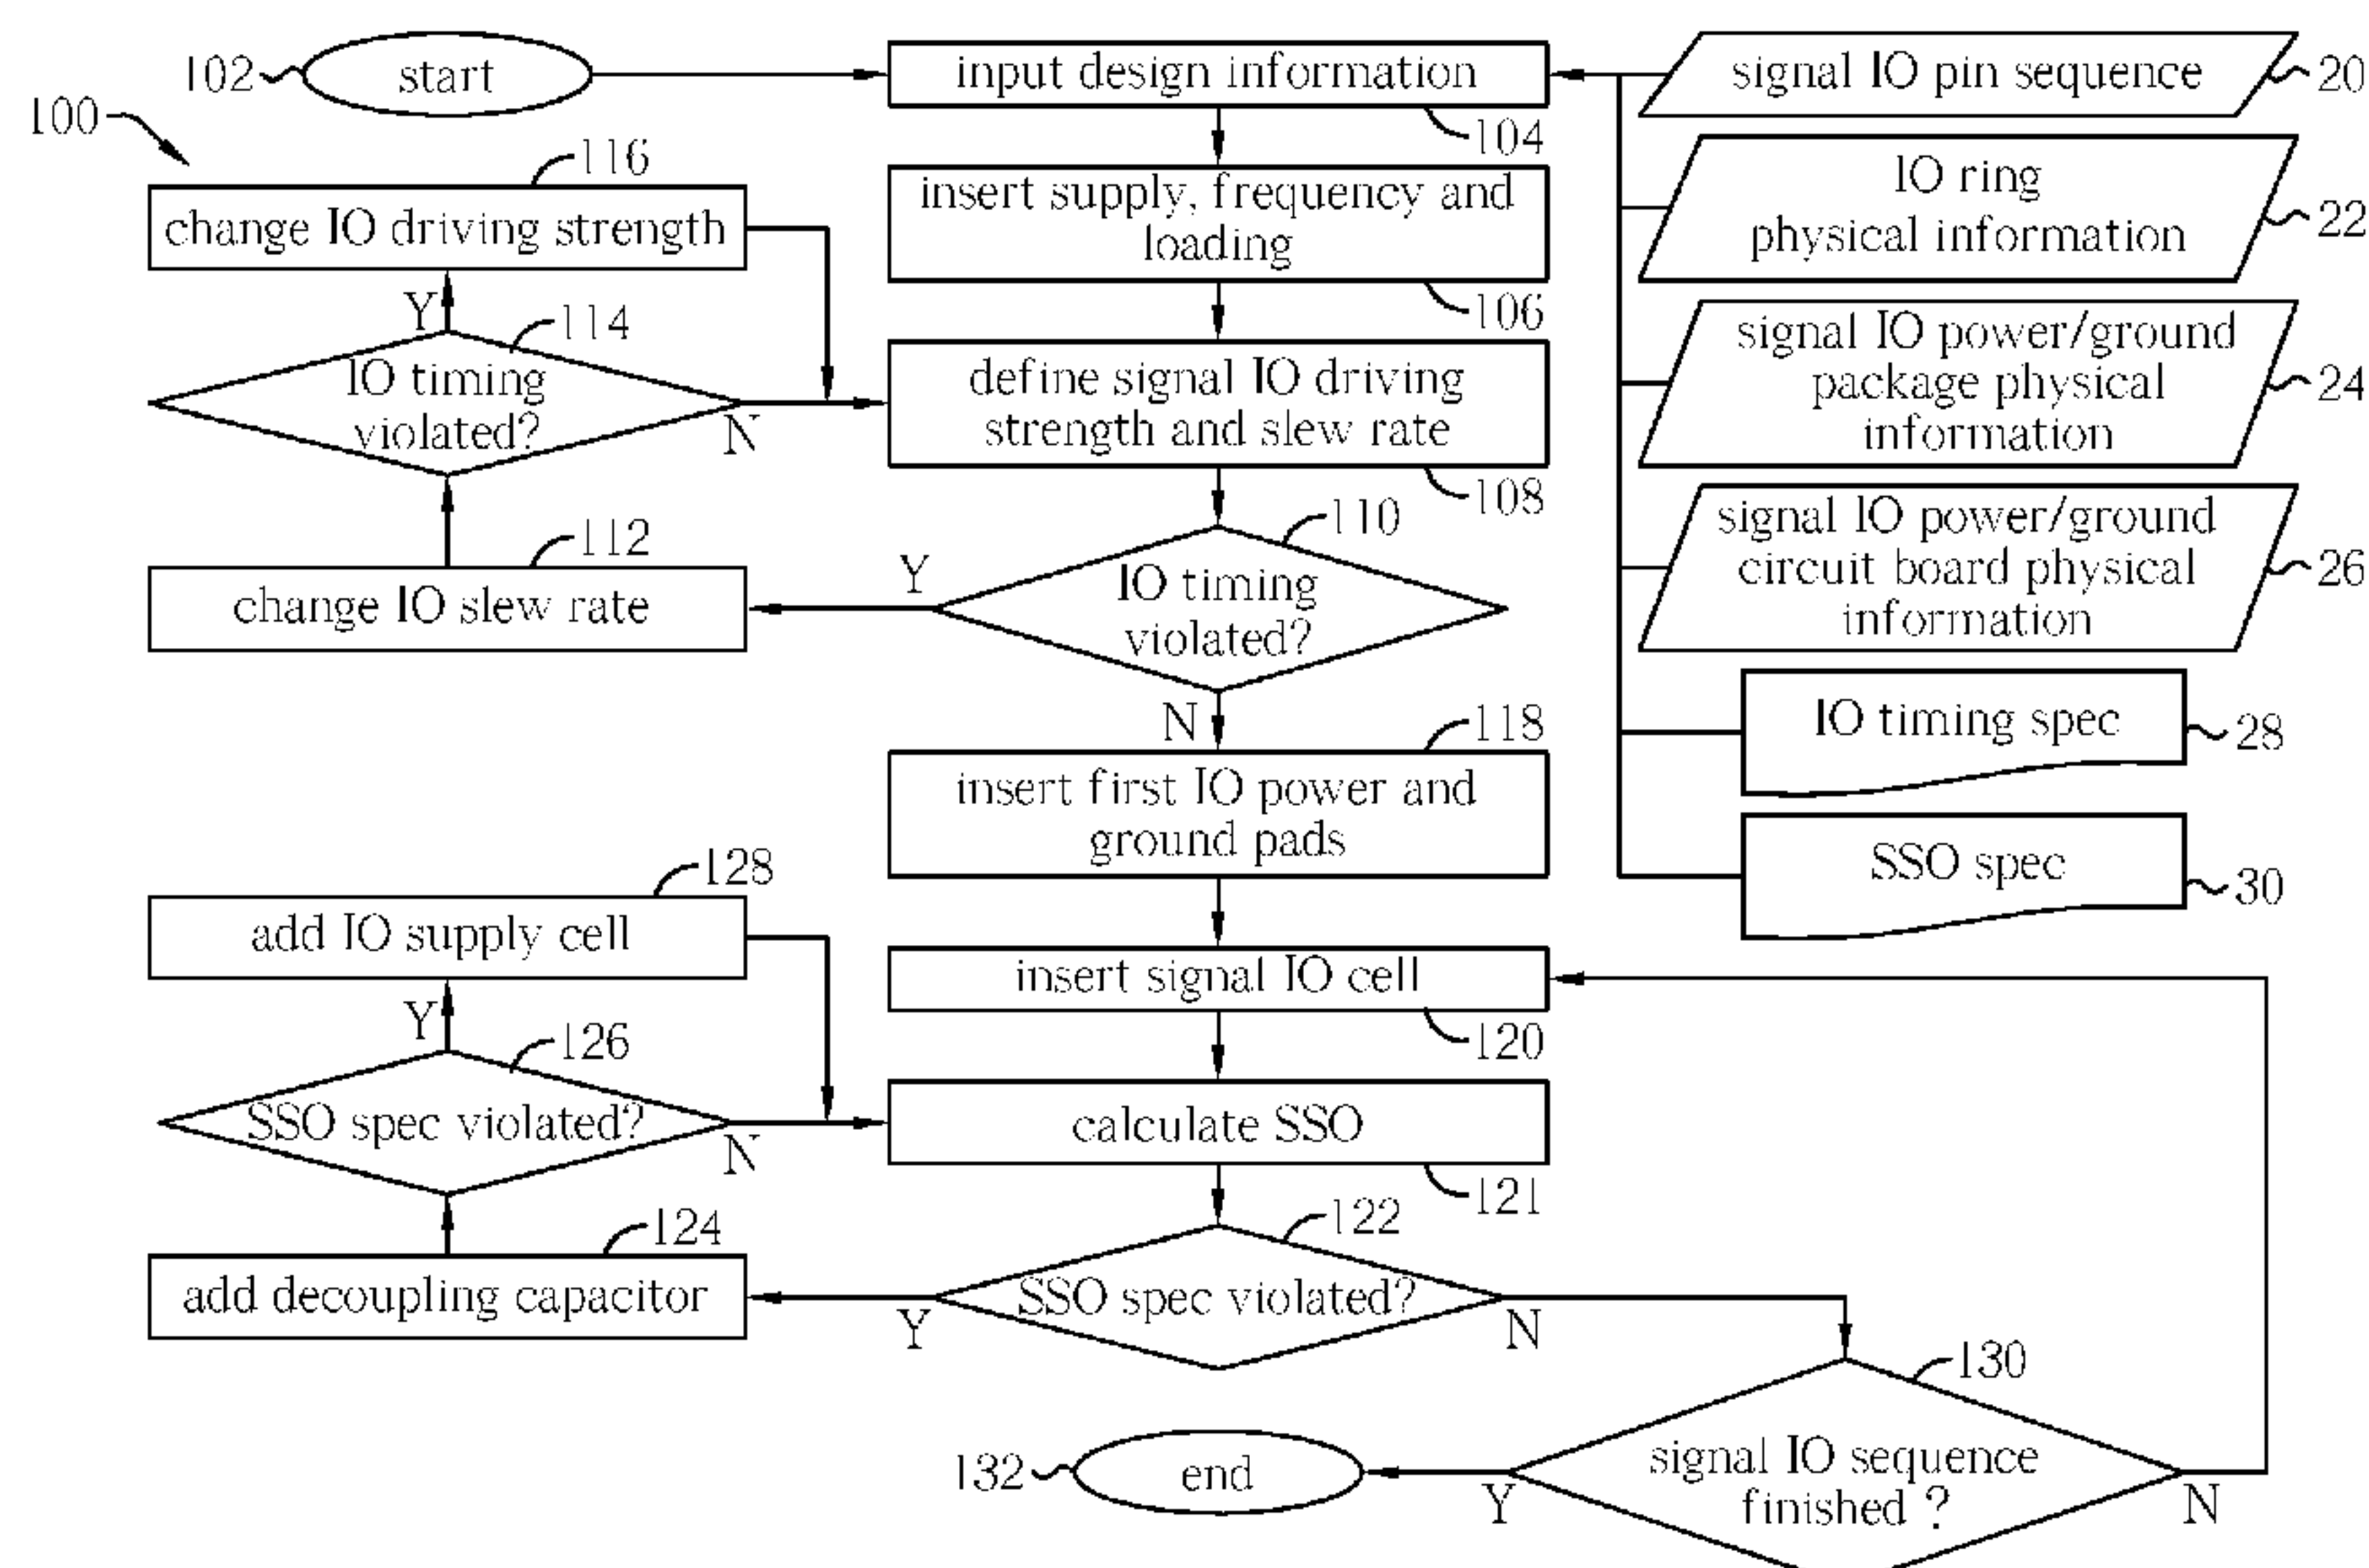 102
start
input design information
104
signal IO pin sequence
20
100
116
change IO driving strength
insert supply, frequency and
loading
106
IO ring
physical information
22
Y
114
IO timing
violated?
N
define signal IO driving
strength and slew rate
108
signal IO power/ground
package physical
information
24
112
change IO slew rate
Y
110
IO timing
violated?
N
signal IO power/ground
circuit board physical
information
26
118
insert first IO power and
ground pads
IO timing spec
28
SSO spec
30
128
add IO supply cell
insert signal IO cell
120
Y
126
SSO spec violated?
N
calculate SSO
121
124
add decoupling capacitor
Y
122
SSO spec violated?
N
130
132
end
Y
signal IO sequence
finished ?
N